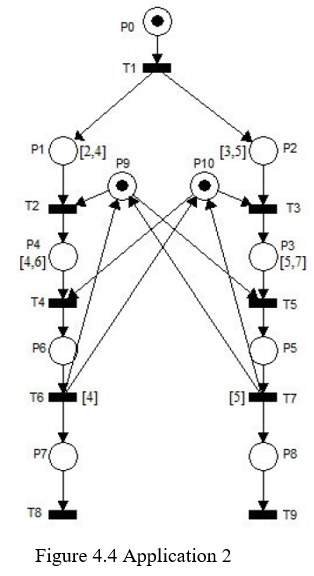 P0
T1
P1 [2,4] P9 P10 [3,5] P2
T2 T3
P4 P3
[4,6] [5,7]
T4 T5
P6 P5
T6 [4] [5] T7
P7 P8
T8 T9
Figure 4.4 Application 2